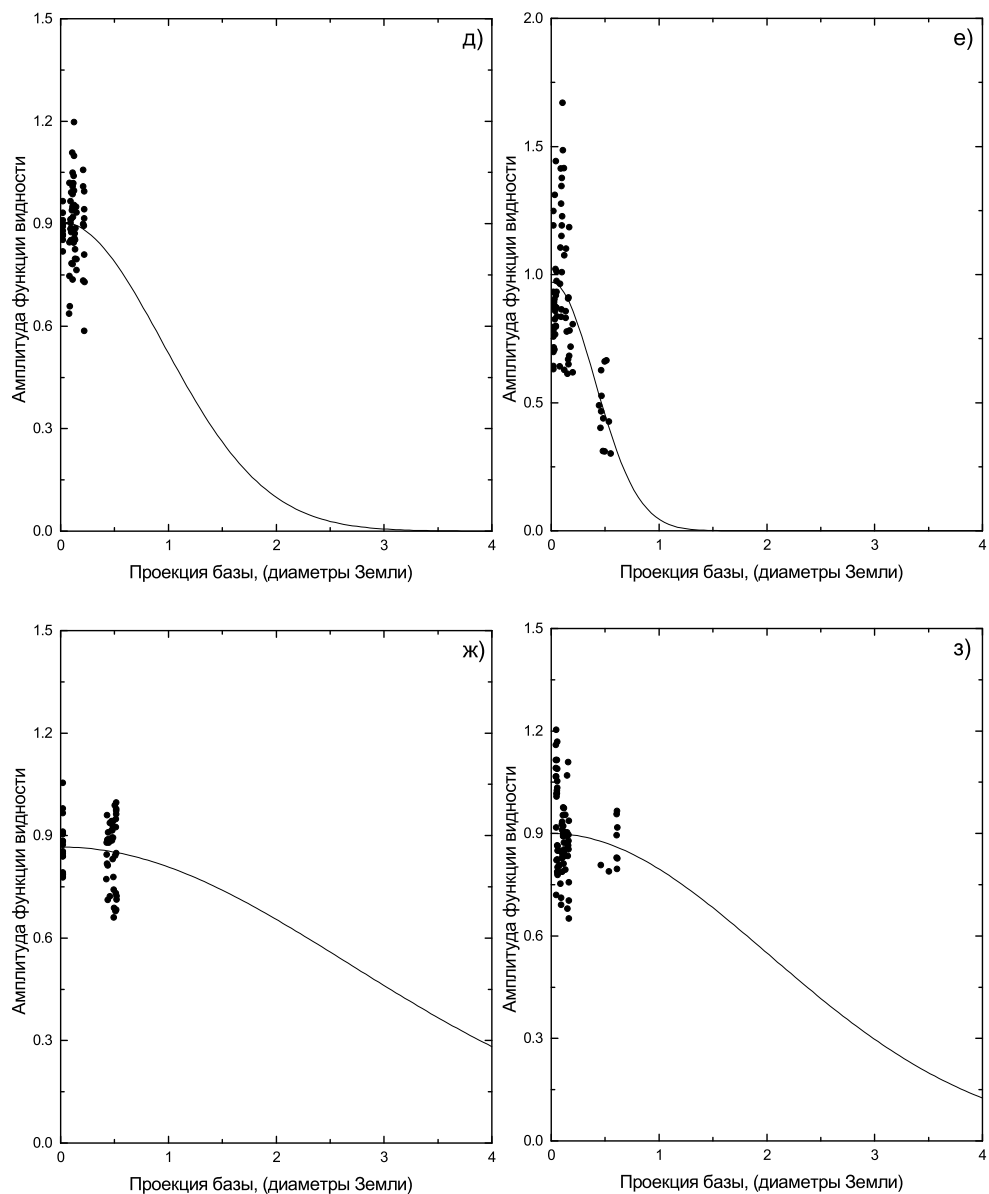 д)
Амплитуда функции видности
1.5
1.2
0.9
0.6
0.3
0.0
0 1 2 3 4
Проекция базы, (диаметры Земли)
е)
Амплитуда функции видности
2.0
1.5
1.0
0.5
0.0
0 1 2 3 4
Проекция базы, (диаметры Земли)
ж)
Амплитуда функции видности
1.5
1.2
0.9
0.6
0.3
0.0
0 1 2 3 4
Проекция базы, (диаметры Земли)
з)
Амплитуда функции видности
1.5
1.2
0.9
0.6
0.3
0.0
0 1 2 3 4
Проекция базы, (диаметры Земли)